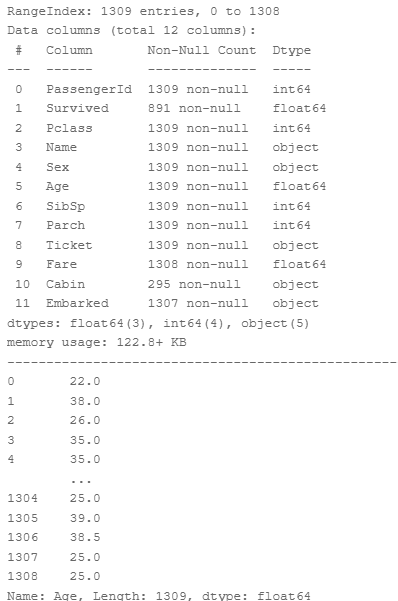 RangeIndex: 1309 entries, 0 to 1308
Data columns (total 12 columns):
 #   Column       Non-Null Count  Dtype
---  ------       --------------  -----
 0   PassengerId  1309 non-null   int64
 1   Survived     891 non-null    float64
 2   Pclass       1309 non-null   int64
 3   Name         1309 non-null   object
 4   Sex          1309 non-null   object
 5   Age          1309 non-null   float64
 6   SibSp        1309 non-null   int64
 7   Parch        1309 non-null   int64
 8   Ticket       1309 non-null   object
 9   Fare         1308 non-null   float64
 10  Cabin        295 non-null    object
 11  Embarked     1307 non-null   object
dtypes: float64(3), int64(4), object(5)
memory usage: 122.8+ KB
--------------------------------------------------
0       22.0
1       38.0
2       26.0
3       35.0
4       35.0
        ...
1304    25.0
1305    39.0
1306    38.5
1307    25.0
1308    25.0
Name: Age, Length: 1309, dtype: float64